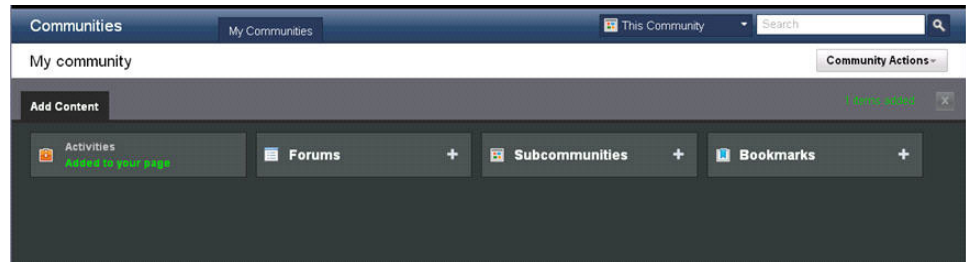 Communities
My Communities
This Community
Search
My community
Community Actions
Add Content
items added
X
Activities
Added to your page
Forums +
Subcommunities +
Bookmarks +